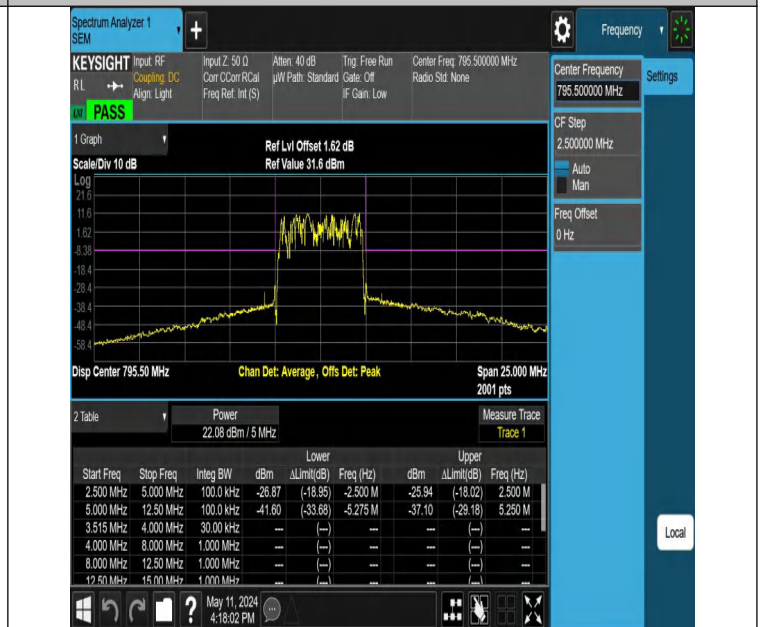 Spectrum Analyzer 1
SEM
+
Frequency
KEYSIGHT
RL
Input: RF
Coupling: DC
Align: Light
Input Z: 50 Ω
Corr CCorr RCal
Freq Ref: Int (S)
Atten: 40 dB
µW Path: Standard
Trig: Free Run
Gate: Off
IF Gain: Low
Center Freq: 795.500000 MHz
Radio Std: None
LXI
PASS
Center Frequency
795.500000 MHz
Settings
CF Step
2.500000 MHz
Auto
Man
Freq Offset
0 Hz
1 Graph
Scale/Div 10 dB
Ref Lvl Offset 1.62 dB
Ref Value 31.6 dBm
Log
21.6
11.6
1.62
-8.38
-18.4
-28.4
-38.4
-48.4
-58.4
Disp Center 795.50 MHz
Chan Det: Average, Offs Det: Peak
Span 25.000 MHz
2001 pts
2 Table
Power
22.08 dBm / 5 MHz
Measure Trace
Trace 1
Lower Upper
Start Freq Stop Freq Integ BW dBm ΔLimit(dB) Freq (Hz) dBm ΔLimit(dB) Freq (Hz)
2.500 MHz 5.000 MHz 100.0 kHz -26.87 (-18.95) -2.500 M -25.94 (-18.02) 2.500 M
5.000 MHz 12.50 MHz 100.0 kHz -41.60 (-33.68) -5.275 M -37.10 (-29.18) 5.250 M
3.515 MHz 4.000 MHz 30.00 kHz --- (---) --- --- (---) ---
4.000 MHz 8.000 MHz 1.000 MHz --- (---) --- --- (---) ---
8.000 MHz 12.50 MHz 1.000 MHz --- (---) --- --- (---) ---
12.50 MHz 15.00 MHz 1.000 MHz --- (---) --- --- (---) ---
Local
?
May 11, 2024
4:18:02 PM